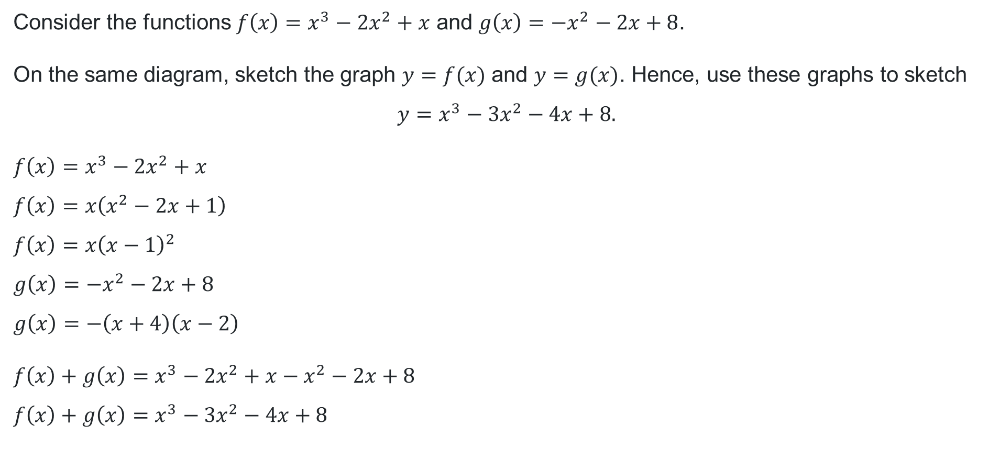 Consider the functions f(x) = x³ − 2x² + x and g(x) = −x² − 2x + 8.
On the same diagram, sketch the graph y = f(x) and y = g(x). Hence, use these graphs to sketch
y = x³ − 3x² − 4x + 8.
f(x) = x³ − 2x² + x
f(x) = x(x² − 2x + 1)
f(x) = x(x − 1)²
g(x) = −x² − 2x + 8
g(x) = −(x + 4)(x − 2)
f(x) + g(x) = x³ − 2x² + x − x² − 2x + 8
f(x) + g(x) = x³ − 3x² − 4x + 8